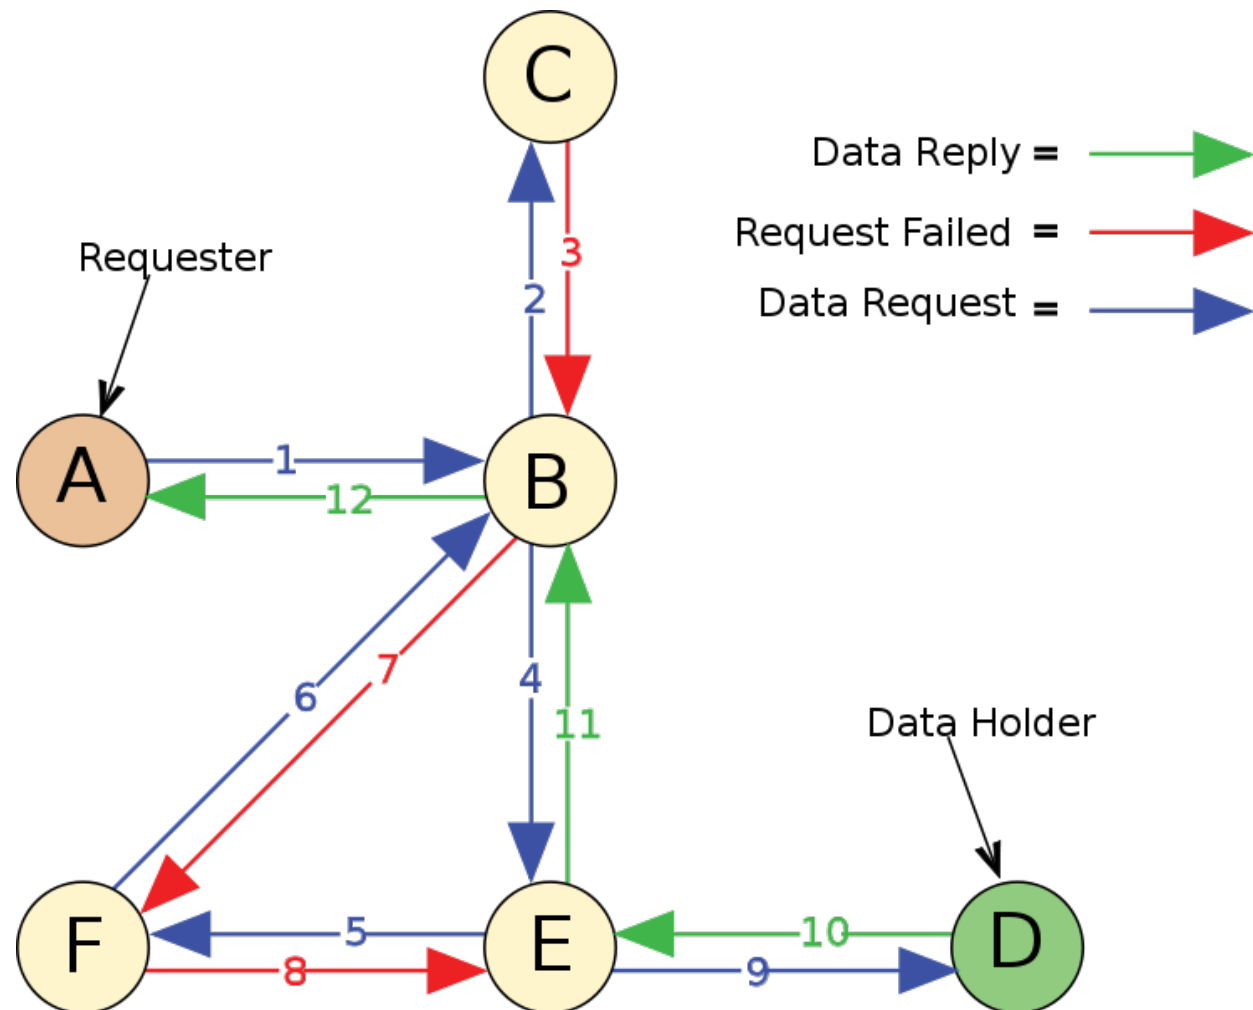 C
Data Reply =
Request Failed =
Data Request =
3
2
Requester
A
1
12
B
6
7
4
11
Data Holder
F
5
8
E
10
9
D